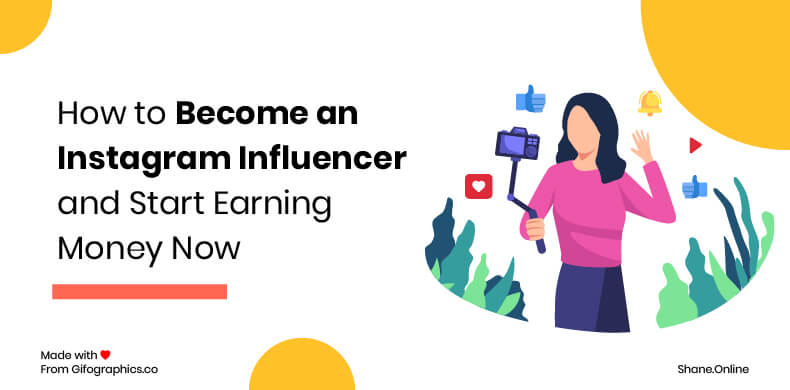 How to Become an
Instagram Influencer
and Start Earning
Money Now
Made with
From Gifographics.co
Shane.Online